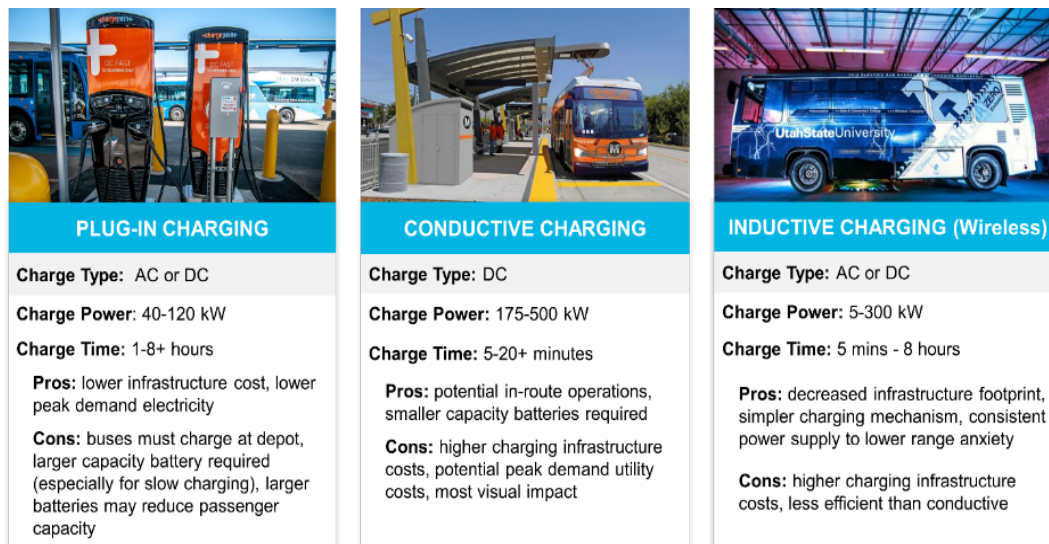 -chargepoin+
DC FAST
-chargepoin+
DC FAST
UtahStateUniversity
ZERO
PLUG-IN CHARGING
Charge Type: AC or DC
Charge Power: 40-120 kW
Charge Time: 1-8+ hours
Pros: lower infrastructure cost, lower
peak demand electricity
Cons: buses must charge at depot,
larger capacity battery required
(especially for slow charging), larger
batteries may reduce passenger
capacity
CONDUCTIVE CHARGING
Charge Type: DC
Charge Power: 175-500 kW
Charge Time: 5-20+ minutes
Pros: potential in-route operations,
smaller capacity batteries required
Cons: higher charging infrastructure
costs, potential peak demand utility
costs, most visual impact
INDUCTIVE CHARGING (Wireless)
Charge Type: AC or DC
Charge Power: 5-300 kW
Charge Time: 5 mins - 8 hours
Pros: decreased infrastructure footprint,
simpler charging mechanism, consistent
power supply to lower range anxiety
Cons: higher charging infrastructure
costs, less efficient than conductive